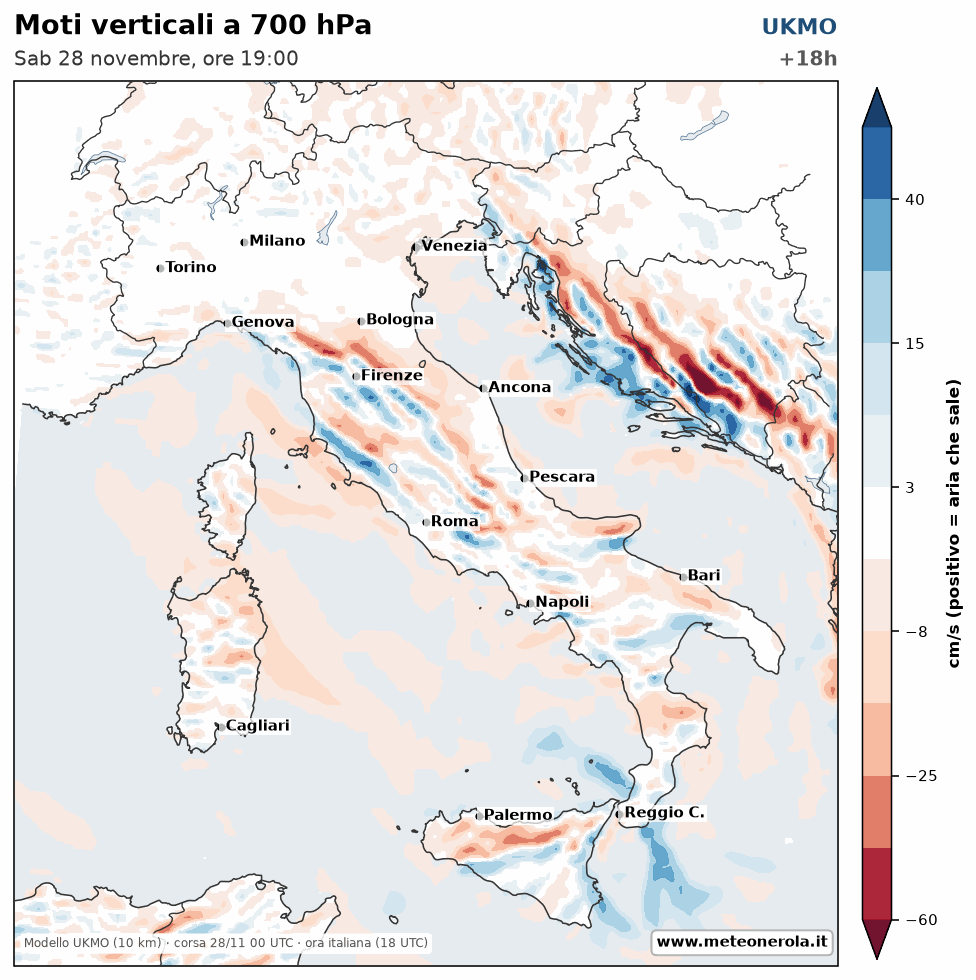 Moti verticali a 700 hPa
UKMO
Sab 28 novembre, ore 19:00
+18h
40
15
3
−8
−25
−60
cm/s (positivo = aria che sale)
Milano
Venezia
Torino
Genova
Bologna
Firenze
Ancona
Pescara
Roma
Bari
Napoli
Cagliari
Palermo
Reggio C.
Modello UKMO (10 km) · corsa 28/11 00 UTC · ora italiana (18 UTC)
www.meteonerola.it